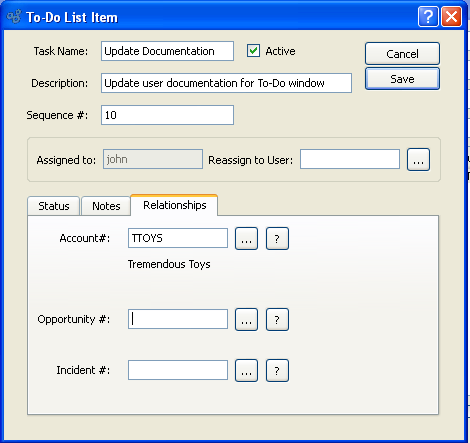 To-Do List Item
Task Name: Update Documentation Active Cancel
Description: Update user documentation for To-Do window Save
Sequence #: 10
Assigned to: john Reassign to User: ...
Status Notes Relationships
Account#: TTOYS ... ?
Tremendous Toys
Opportunity #: ... ?
Incident #: ... ?